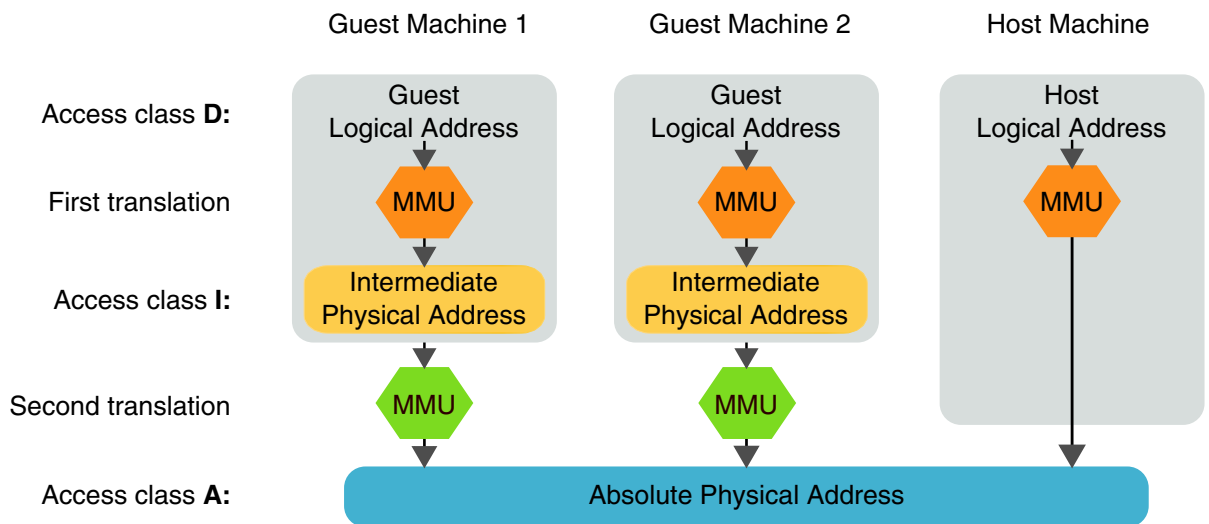 Guest Machine 1
Guest Machine 2
Host Machine
Access class D:
Guest
Logical Address
Guest
Logical Address
Host
Logical Address
First translation
MMU
MMU
MMU
Access class I:
Intermediate
Physical Address
Intermediate
Physical Address
Second translation
MMU
MMU
Access class A:
Absolute Physical Address